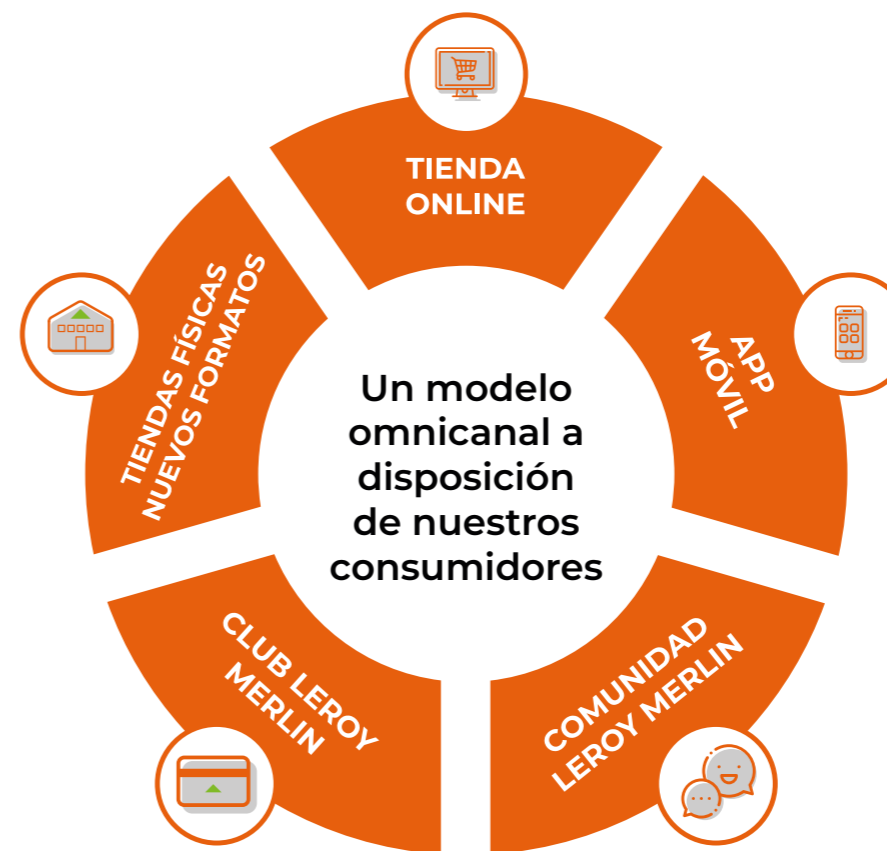 TIENDA
ONLINE
APP
MÓVIL
COMUNIDAD
LEROY MERLIN
CLUB LEROY
MERLIN
TIENDAS FÍSICAS
NUEVOS FORMATOS
Un modelo
omnicanal a
disposición
de nuestros
consumidores